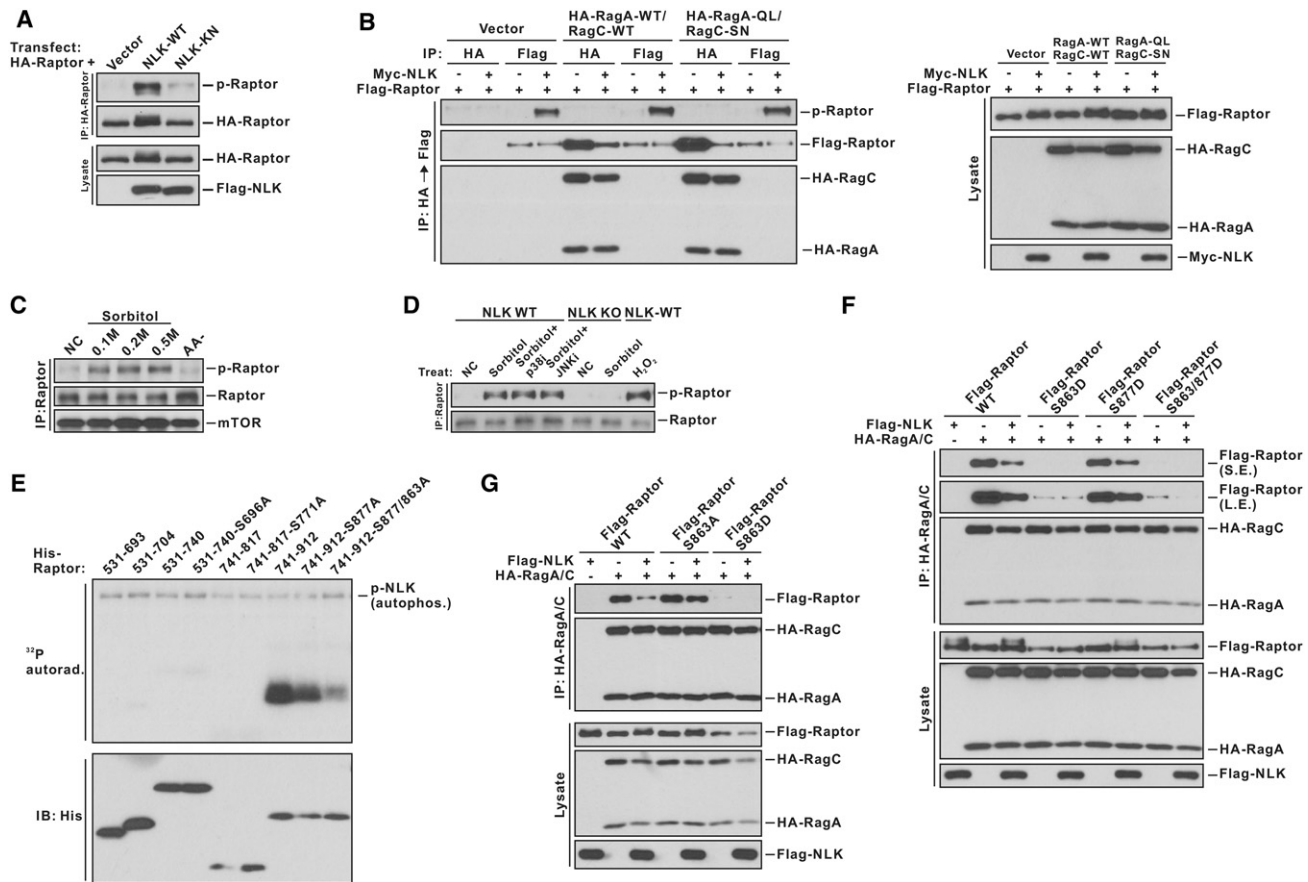 A
Transfect:
HA-Raptor +
Vector
NLK-WT
NLK-KN
IP: HA-Raptor
p-Raptor
HA-Raptor
Lysate
HA-Raptor
Flag-NLK
B
Vector
HA-RagA-WT/
RagC-WT
HA-RagA-QL/
RagC-SN
IP: HA Flag HA Flag HA Flag
Myc-NLK - + - + - + - + - + - +
Flag-Raptor + + + + + + + + + + + +
IP: HA → Flag
p-Raptor
Flag-Raptor
HA-RagC
HA-RagA
Vector
RagA-WT
RagC-WT
RagA-QL
RagC-SN
Myc-NLK - + - + - +
Flag-Raptor + + + + + +
Lysate
Flag-Raptor
HA-RagC
HA-RagA
Myc-NLK
C
Sorbitol
NC 0.1M 0.2M 0.5M AA-
IP:Raptor
p-Raptor
Raptor
mTOR
D
NLK WT NLK KO NLK-WT
Treat:
NC
Sorbitol
Sorbitol+
p38i
Sorbitol+
JNKi
NC
Sorbitol
H₂O₂
IP:Raptor
p-Raptor
Raptor
E
His-
Raptor:
531-693
531-704
531-740
531-740-S696A
741-817
741-817-S771A
741-912
741-912-S877A
741-912-S877/863A
p-NLK
(autophos.)
³²P
autorad.
IB: His
F
Flag-Raptor
WT
Flag-Raptor
S863D
Flag-Raptor
S877D
Flag-Raptor
S863/877D
Flag-NLK + - + - + - + - +
HA-RagA/C - + + + + + + + +
IP: HA-RagA/C
Flag-Raptor
(S.E.)
Flag-Raptor
(L.E.)
HA-RagC
HA-RagA
Lysate
Flag-Raptor
HA-RagC
HA-RagA
Flag-NLK
G
Flag-Raptor
WT
Flag-Raptor
S863A
Flag-Raptor
S863D
Flag-NLK + - + - + - +
HA-RagA/C - + + + + + +
IP: HA-RagA/C
Flag-Raptor
HA-RagC
HA-RagA
Lysate
Flag-Raptor
HA-RagC
HA-RagA
Flag-NLK